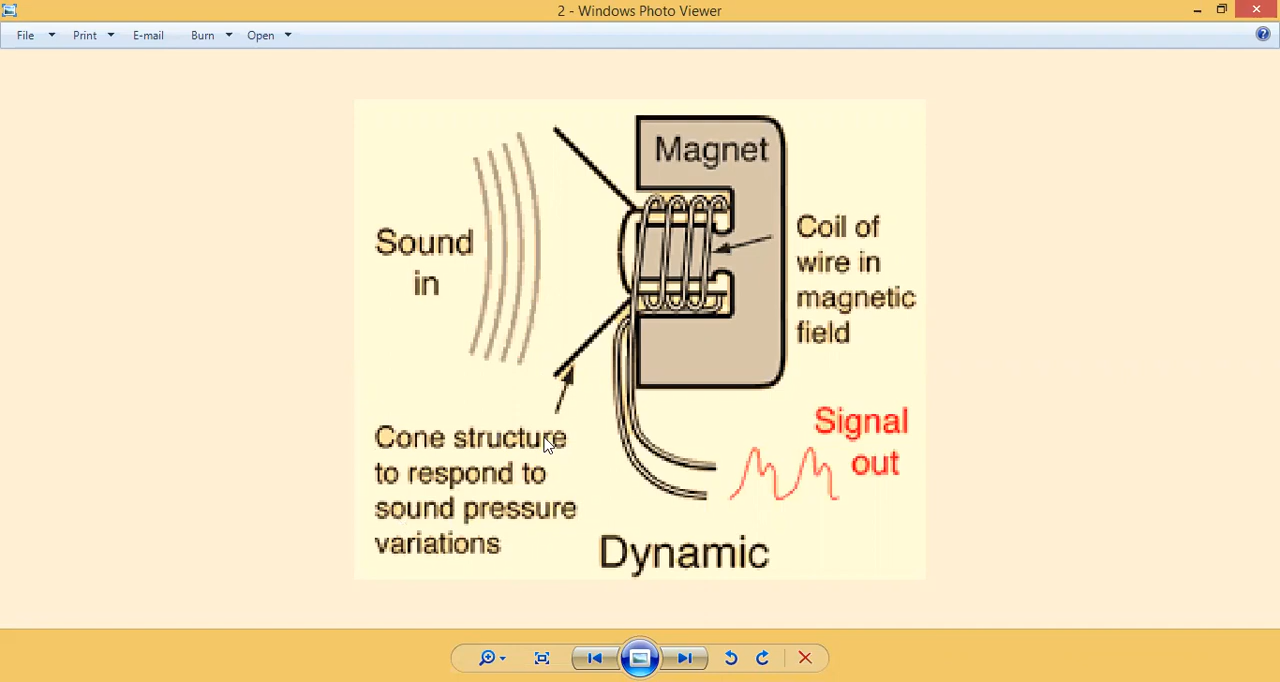 2 - Windows Photo Viewer
File Print E-mail Burn Open
Magnet
Sound
in
Coil of
wire in
magnetic
field
Cone structure
to respond to
sound pressure
variations
Signal
out
Dynamic